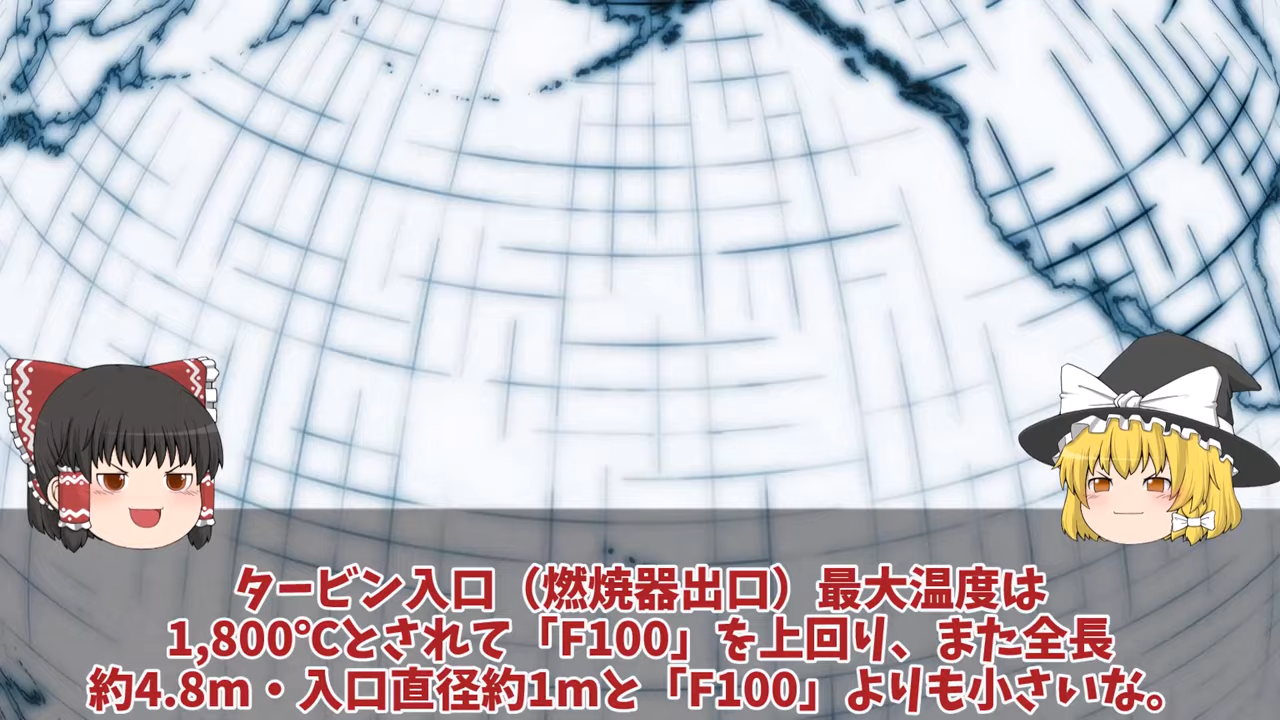 タービン入口（燃焼器出口）最大温度は
1,800℃とされて「F100」を上回り、また全長
約4.8m・入口直径約1mと「F100」よりも小さいな。